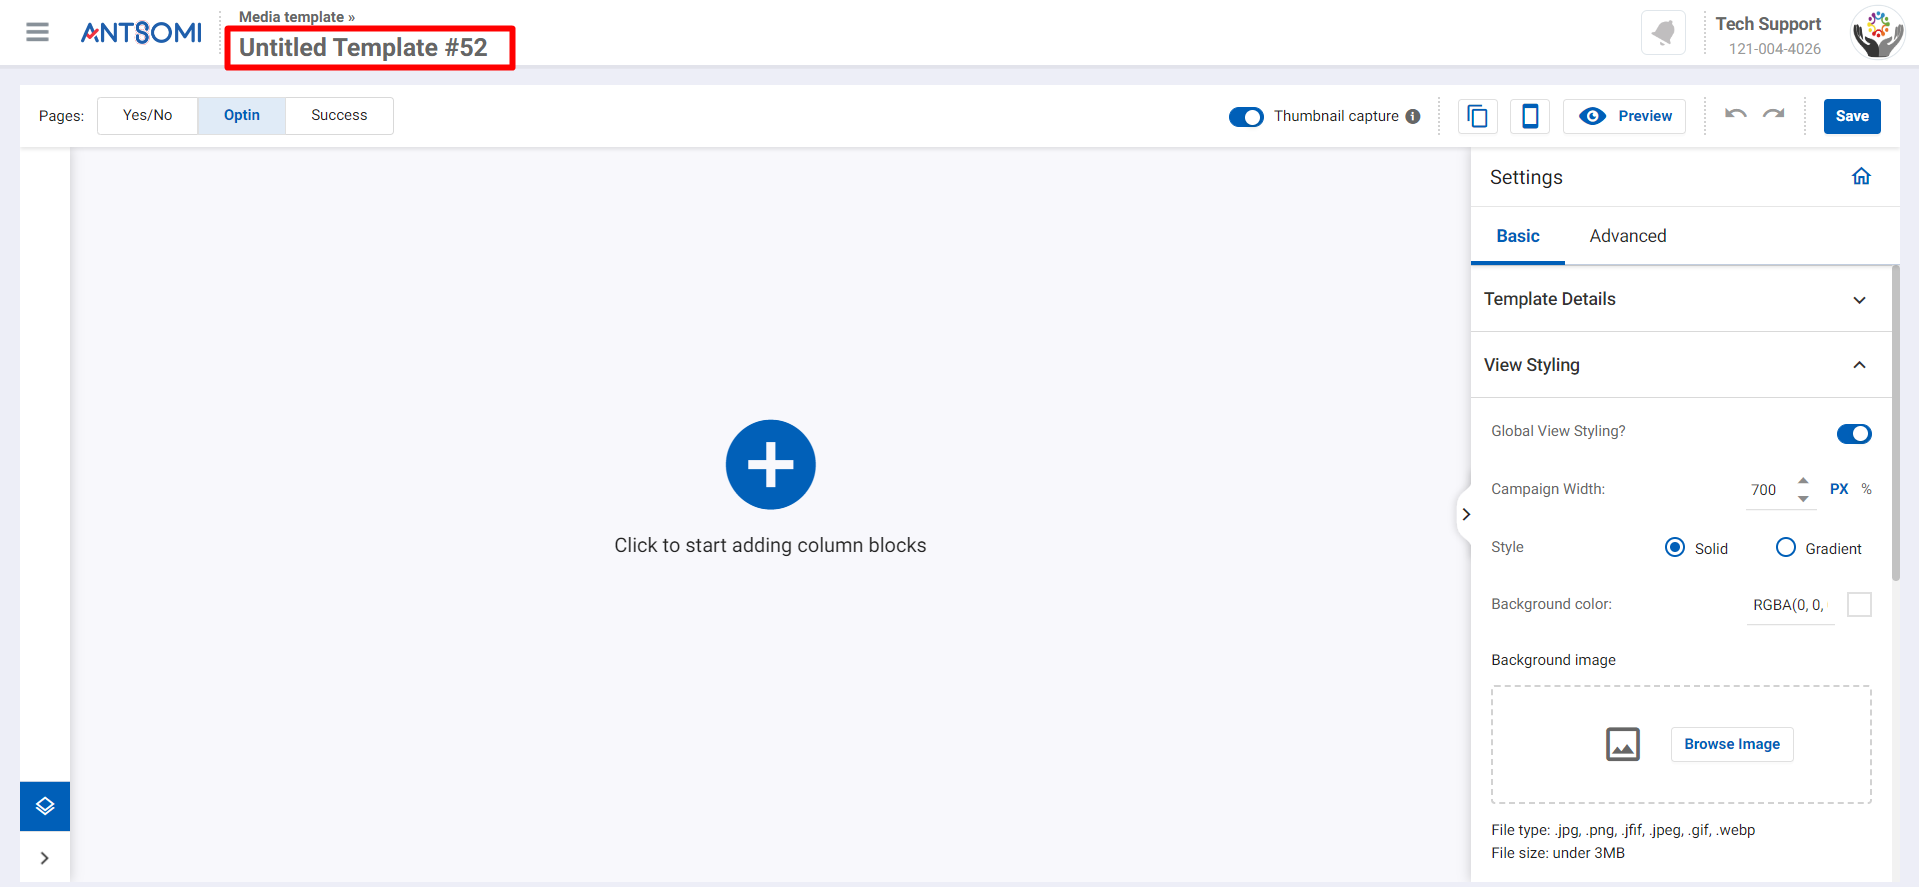 ANTSOMI
Media template »
Untitled Template #52
Tech Support
121-004-4026
Pages:
Yes/No
Optin
Success
Thumbnail capture
Preview
Save
Settings
Basic
Advanced
Template Details
View Styling
Global View Styling?
Campaign Width:
700
PX
%
Style
Solid
Gradient
Background color:
RGBA(0, 0,
Background image
Browse Image
File type: .jpg, .png, .jfif, .jpeg, .gif, .webp
File size: under 3MB
Click to start adding column blocks